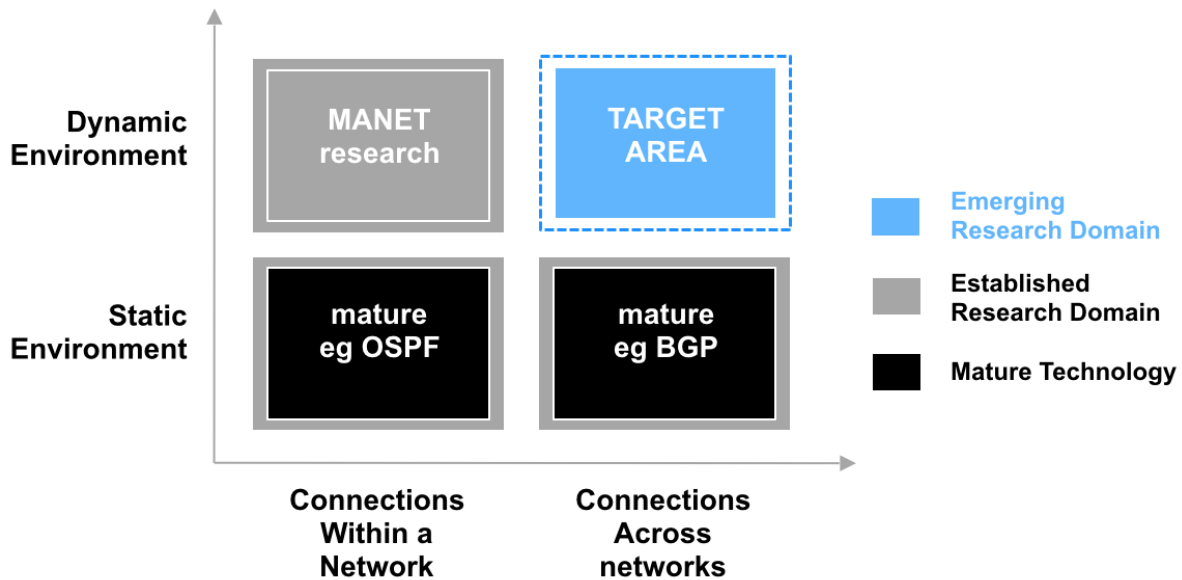 Dynamic
Environment
MANET
research
TARGET
AREA
Static
Environment
mature
eg OSPF
mature
eg BGP
Emerging
Research Domain
Established
Research Domain
Mature Technology
Connections
Within a
Network
Connections
Across
networks